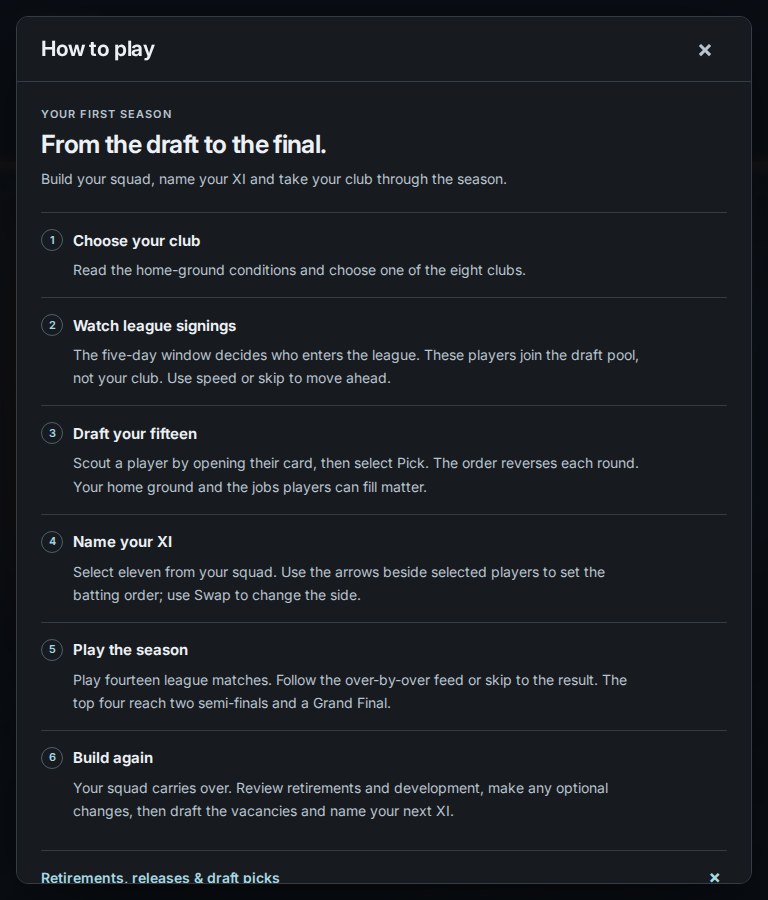 How to play
×
YOUR FIRST SEASON
From the draft to the final.
Build your squad, name your XI and take your club through the season.
1 Choose your club
Read the home-ground conditions and choose one of the eight clubs.
2 Watch league signings
The five-day window decides who enters the league. These players join the draft pool,
not your club. Use speed or skip to move ahead.
3 Draft your fifteen
Scout a player by opening their card, then select Pick. The order reverses each round.
Your home ground and the jobs players can fill matter.
4 Name your XI
Select eleven from your squad. Use the arrows beside selected players to set the
batting order; use Swap to change the side.
5 Play the season
Play fourteen league matches. Follow the over-by-over feed or skip to the result. The
top four reach two semi-finals and a Grand Final.
6 Build again
Your squad carries over. Review retirements and development, make any optional
changes, then draft the vacancies and name your next XI.
Retirements, releases & draft picks ×